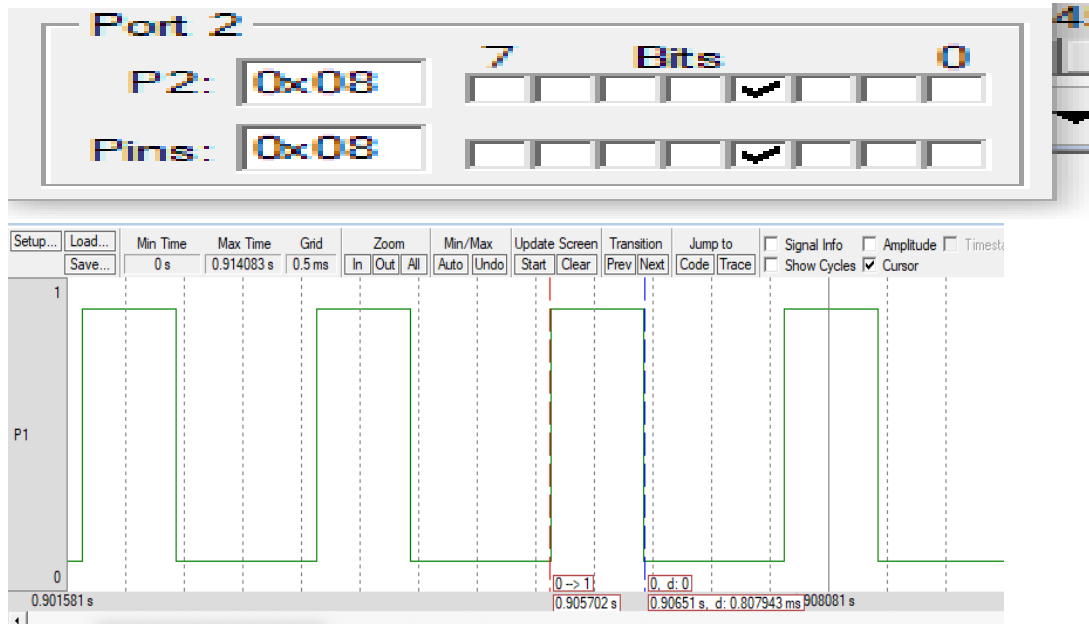 Port 2
7 Bits 0
P2: 0x08
Pins: 0x08
Setup... Load... Min Time Max Time Grid Zoom Min/Max Update Screen Transition Jump to Signal Info Amplitude
Save... 0 s 0.914083 s 0.5 ms In Out All Auto Undo Start Clear Prev Next Code Trace Show Cycles Cursor
1
P1
0
0 --> 1 0, d: 0
0.901581 s 0.905702 s 0.90651 s, d: 0.807943 ms 908081 s